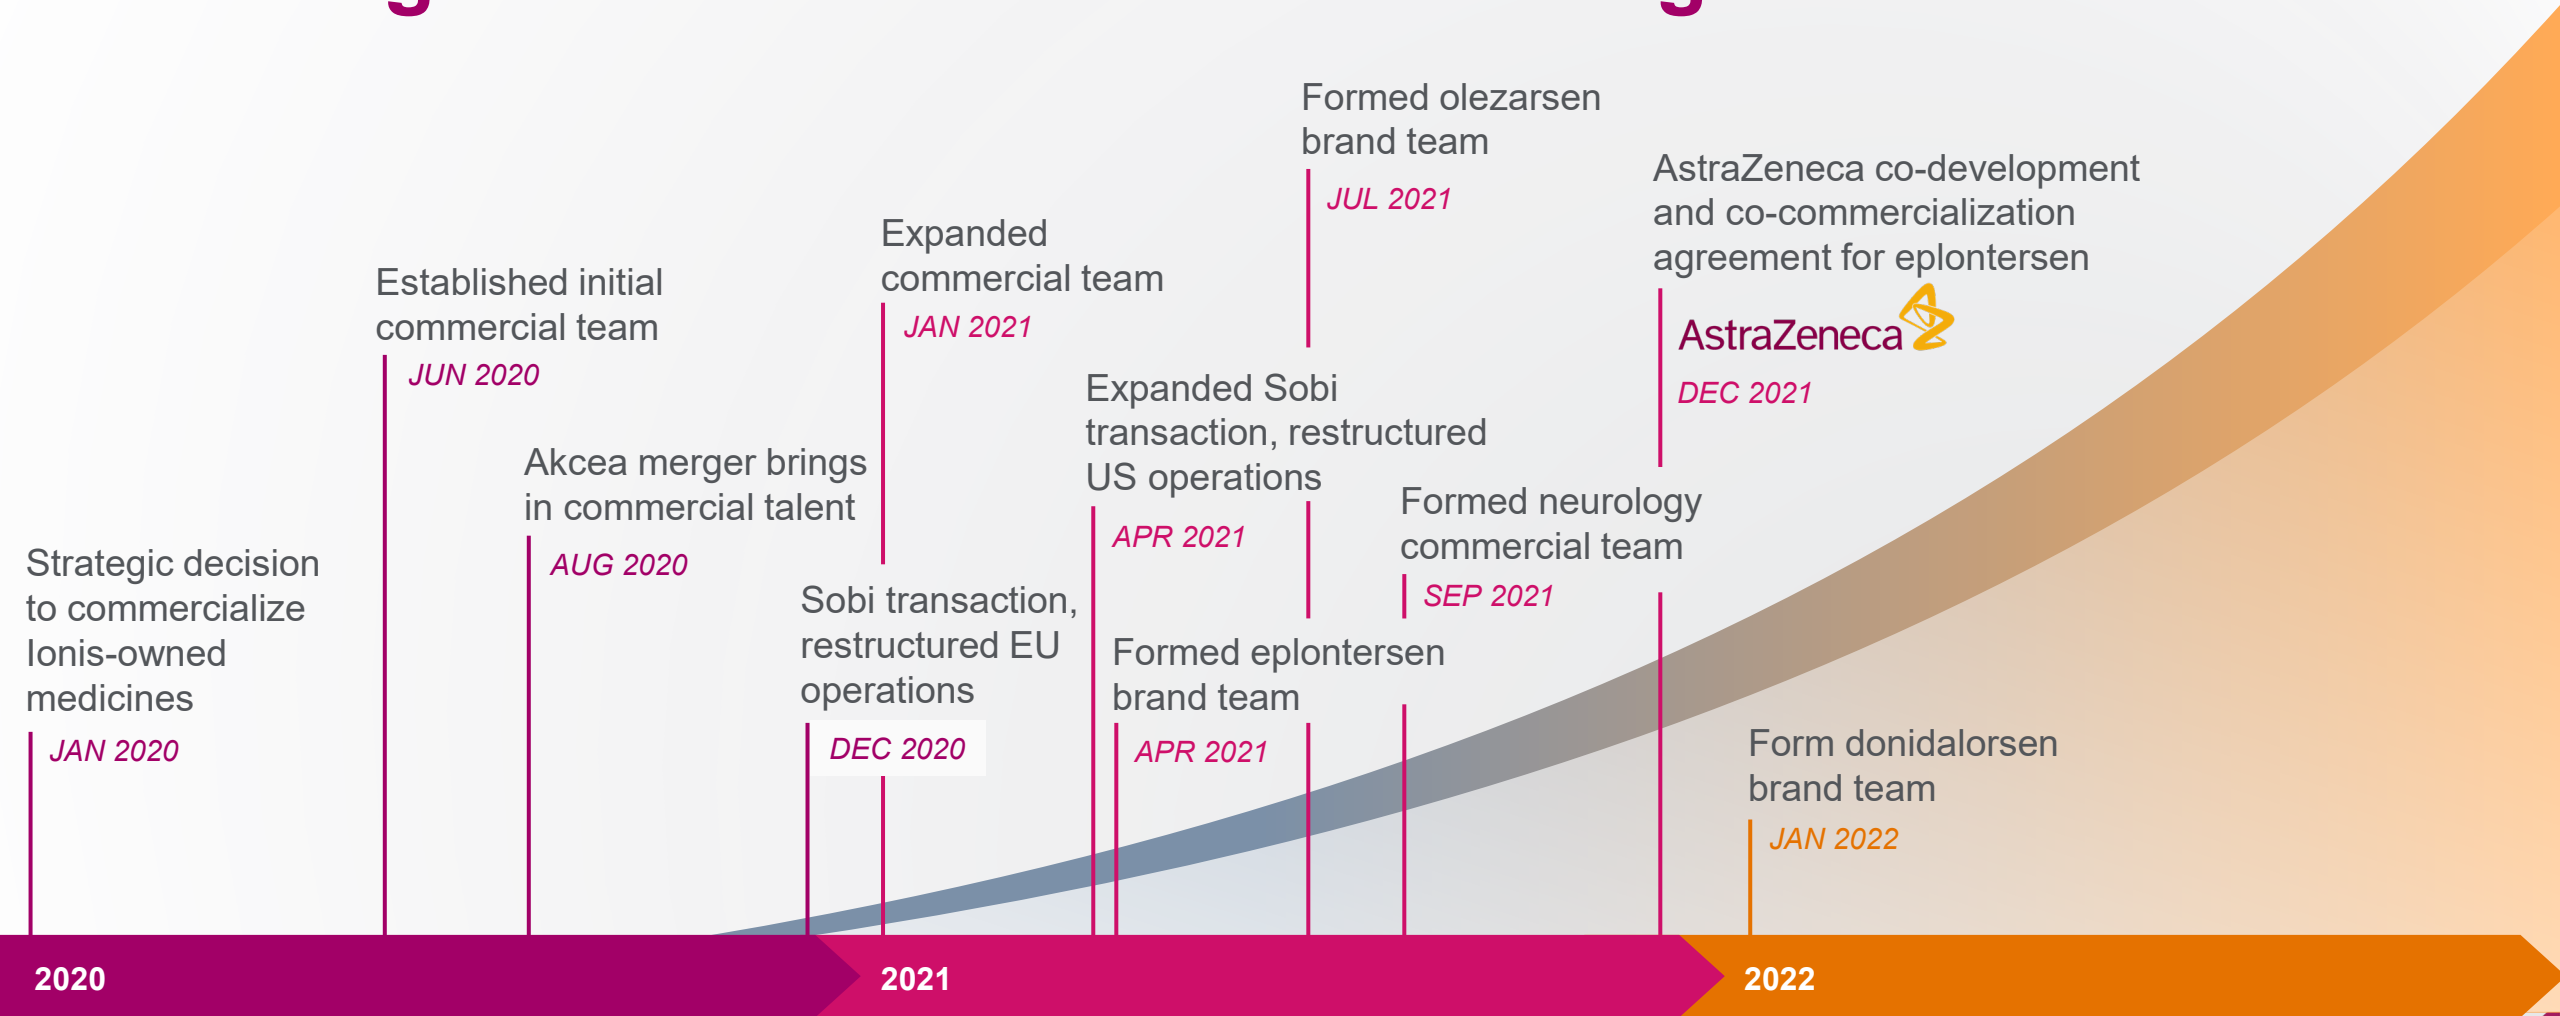 Formed olezarsen
brand team
JUL 2021
AstraZeneca co-development
and co-commercialization
agreement for eplontersen
AstraZeneca
DEC 2021
Expanded
commercial team
JAN 2021
Established initial
commercial team
JUN 2020
Expanded Sobi
transaction, restructured
US operations
APR 2021
Akcea merger brings
in commercial talent
AUG 2020
Formed neurology
commercial team
SEP 2021
Strategic decision
to commercialize
Ionis-owned
medicines
JAN 2020
Sobi transaction,
restructured EU
operations
DEC 2020
Formed eplontersen
brand team
APR 2021
Form donidalorsen
brand team
JAN 2022
2020
2021
2022